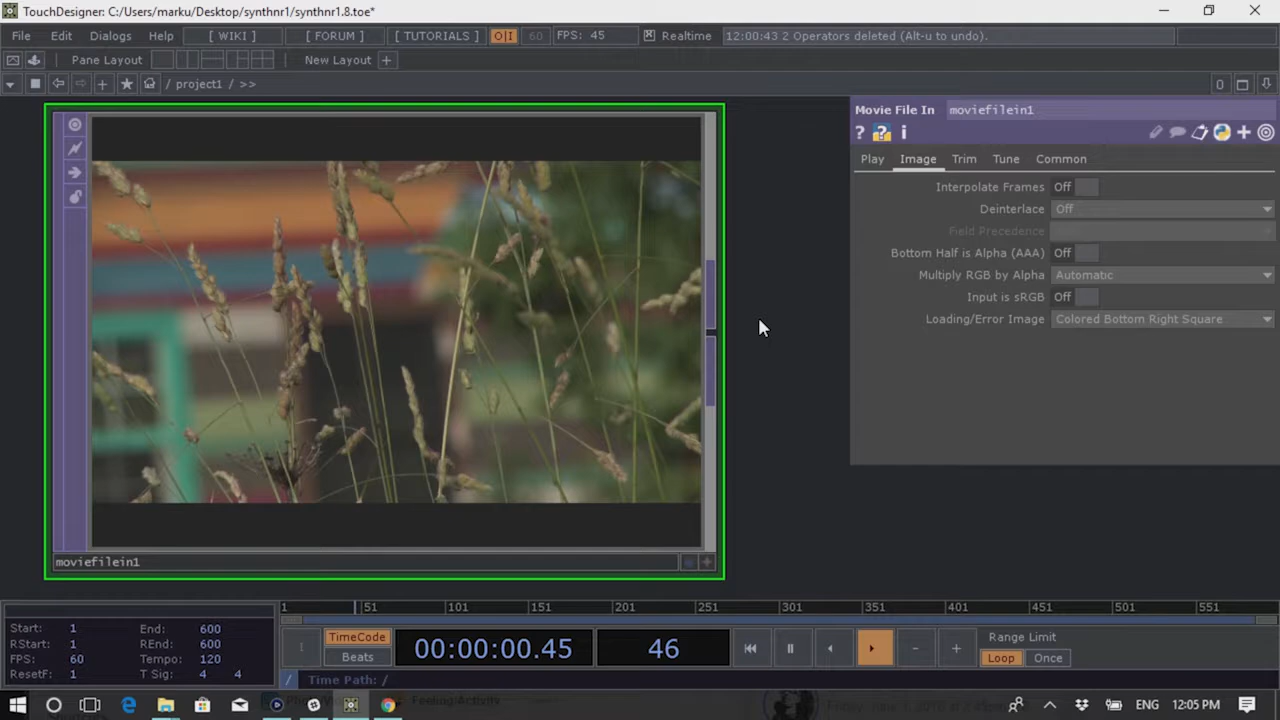 TouchDesigner: C:/Users/marku/Desktop/synthnr1/synthnr1.8.toe*
File Edit Dialogs Help [ WIKI ] [ FORUM ] [ TUTORIALS ] O|I 60 FPS: 45 Realtime 12:00:43 2 Operators deleted (Alt-u to undo).
Pane Layout New Layout +
/ project1 / >> 0
Movie File In moviefilein1
? ? i
Play Image Trim Tune Common
Interpolate Frames Off
Deinterlace Off
Field Precedence
Bottom Half is Alpha (AAA) Off
Multiply RGB by Alpha Automatic
Input is sRGB Off
Loading/Error Image Colored Bottom Right Square
moviefilein1
1 51 101 151 201 251 301 351 401 451 501 551
Start: 1 End: 600
RStart: 1 REnd: 600
FPS: 60 Tempo: 120
ResetF: 1 T Sig: 4 4
TimeCode
Beats
00:00:00.45 46
Range Limit
Loop Once
/ Time Path: /
ENG 12:05 PM